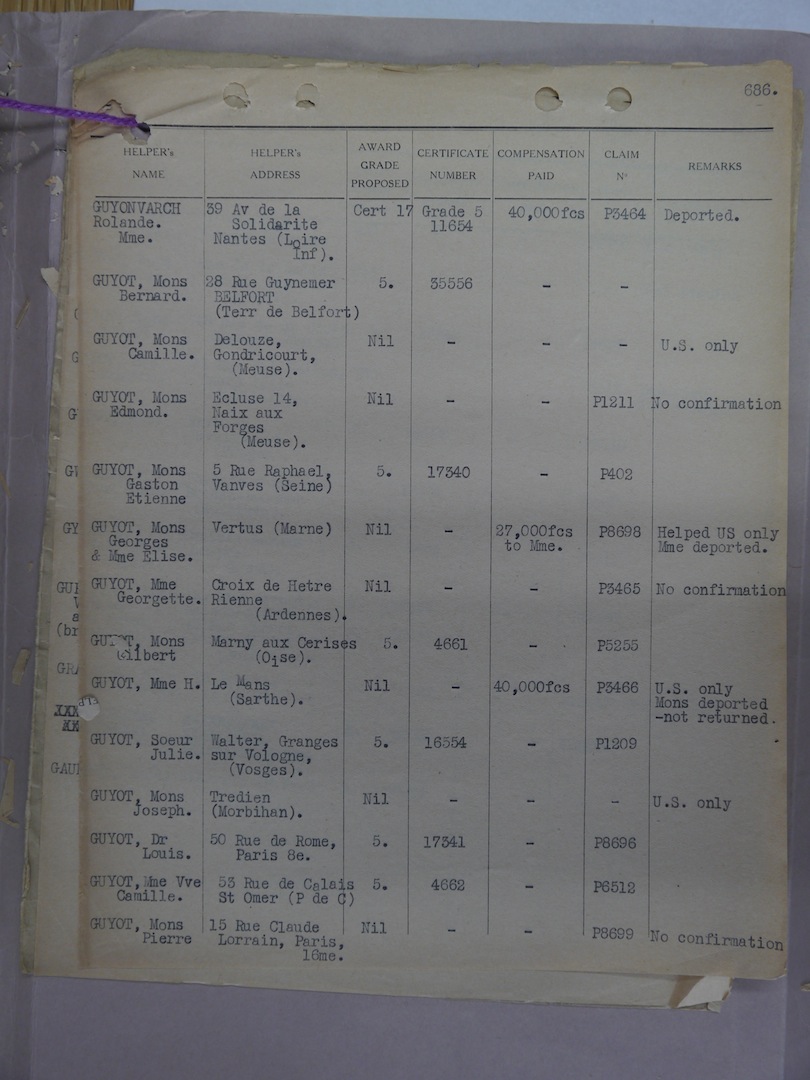 686.
HELPER's NAME HELPER's ADDRESS AWARD GRADE PROPOSED CERTIFICATE NUMBER COMPENSATION PAID CLAIM No REMARKS
GUYONVARCH 39 Av de la Cert 17 Grade 5 40,000fcs P3464 Deported.
Rolande. Solidarite 11654
Mme. Nantes (Loire
Inf).
GUYOT, Mons 28 Rue Guynemer 5. 35556 - -
Bernard. BELFORT
(Terr de Belfort)
GUYOT, Mons Delouze, Nil - - - U.S. only
Camille. Gondricourt,
(Meuse).
GUYOT, Mons Ecluse 14, Nil - - P1211 No confirmation
Edmond. Naix aux
Forges
(Meuse).
GUYOT, Mons 5 Rue Raphael, 5. 17340 - P402
Gaston Vanves (Seine)
Etienne
GUYOT, Mons Vertus (Marne) Nil - 27,000fcs P8698 Helped US only
Georges to Mme. Mme deported.
& Mme Elise.
GUYOT, Mme Croix de Hetre Nil - - P3465 No confirmation
Georgette. Rienne
(Ardennes).
GUYOT, Mons Marny aux Cerises 5. 4661 - P5255
Gilbert (Oise).
GUYOT, Mme H. Le Mans Nil - 40,000fcs P3466 U.S. only
(Sarthe). Mons deported
-not returned.
GUYOT, Soeur Walter, Granges 5. 16554 - P1209
Julie. sur Vologne,
(Vosges).
GUYOT, Mons Tredien Nil - - - U.S. only
Joseph. (Morbihan).
GUYOT, Dr 50 Rue de Rome, 5. 17341 - P8696
Louis. Paris 8e.
GUYOT, Mme Vve 53 Rue de Calais 5. 4662 - P6512
Camille. St Omer (P de C)
GUYOT, Mons 15 Rue Claude Nil - - P8699 No confirmation
Pierre Lorrain, Paris,
16me.